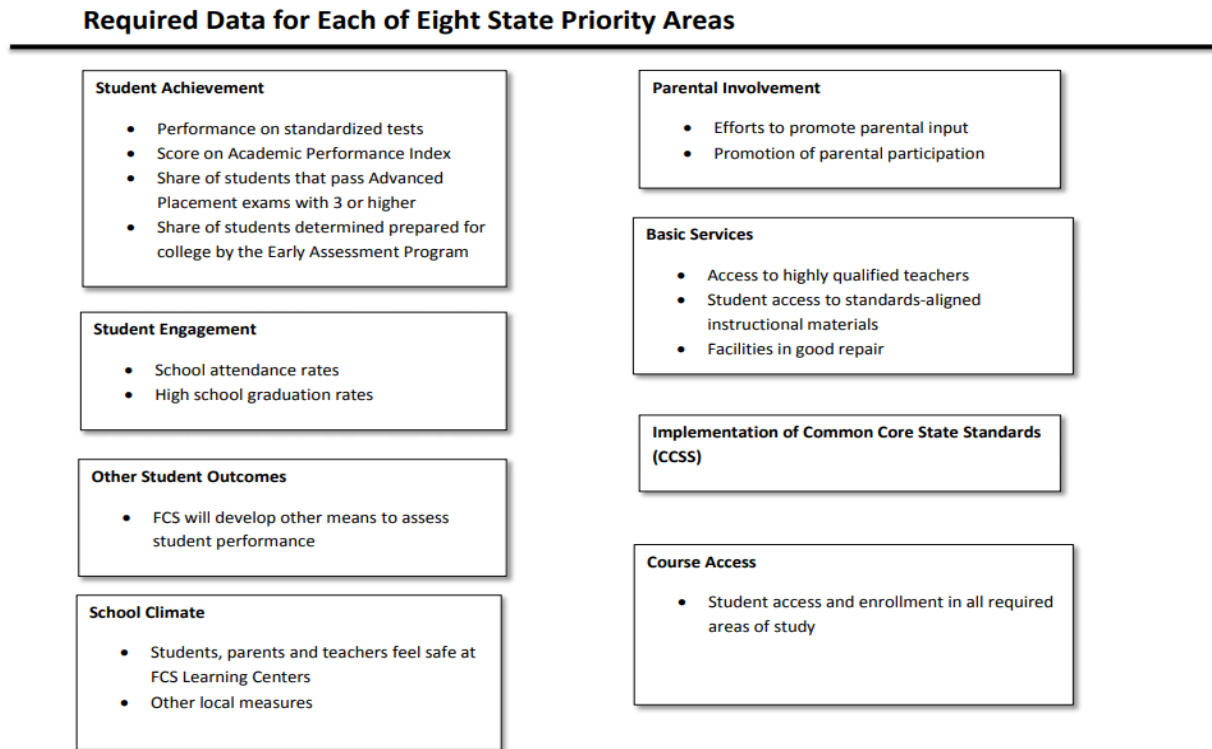 Required Data for Each of Eight State Priority Areas
Student Achievement
• Performance on standardized tests
• Score on Academic Performance Index
• Share of students that pass Advanced
Placement exams with 3 or higher
• Share of students determined prepared for
college by the Early Assessment Program
Student Engagement
• School attendance rates
• High school graduation rates
Other Student Outcomes
• FCS will develop other means to assess
student performance
School Climate
• Students, parents and teachers feel safe at
FCS Learning Centers
• Other local measures
Parental Involvement
• Efforts to promote parental input
• Promotion of parental participation
Basic Services
• Access to highly qualified teachers
• Student access to standards-aligned
instructional materials
• Facilities in good repair
Implementation of Common Core State Standards
(CCSS)
Course Access
• Student access and enrollment in all required
areas of study